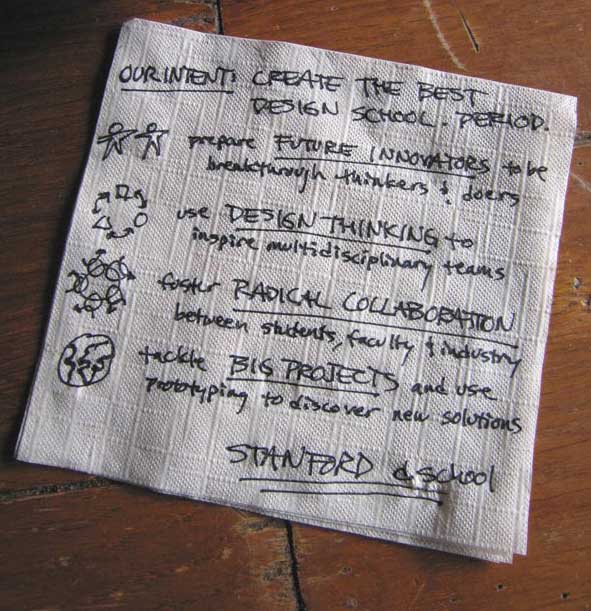 OUR INTENT: CREATE THE BEST
DESIGN SCHOOL. PERIOD.
prepare FUTURE INNOVATORS to be
breakthrough thinkers & doers
use DESIGN THINKING to
inspire multidisciplinary teams
foster RADICAL COLLABORATION
between students, faculty & industry
tackle BIG PROJECTS and use
prototyping to discover new solutions
STANFORD d.school